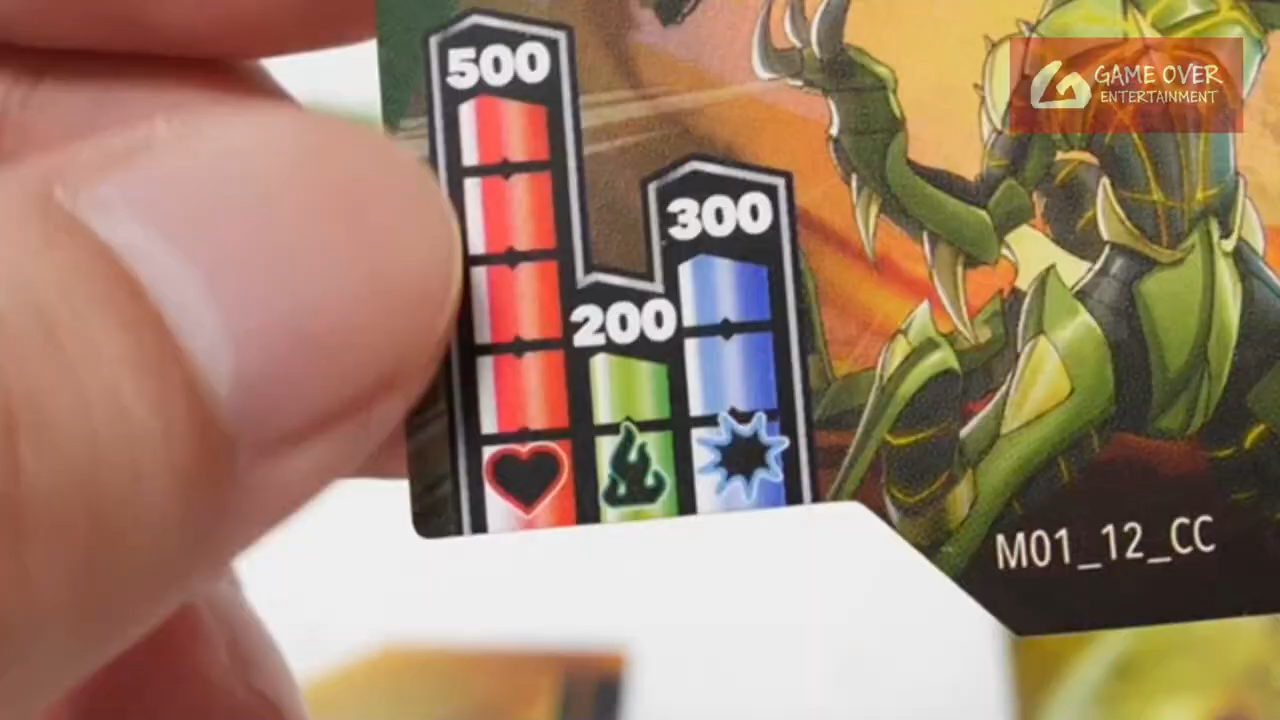 500
300
200
GAME OVER
ENTERTAINMENT
M01_12_CC